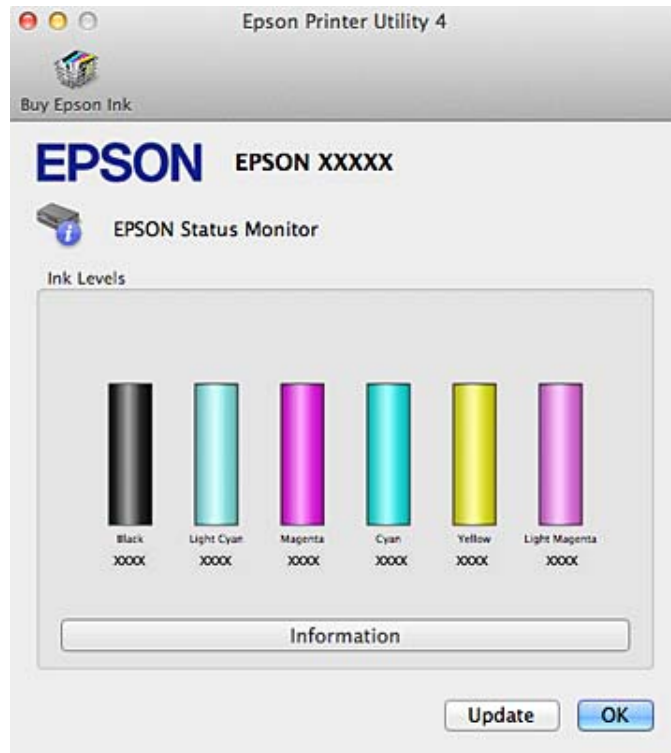 Epson Printer Utility 4
Buy Epson Ink
EPSON EPSON XXXXX
EPSON Status Monitor
Ink Levels
Black Light Cyan Magenta Cyan Yellow Light Magenta
XXXX XXXX XXXX XXXX XXXX XXXX
Information
Update OK